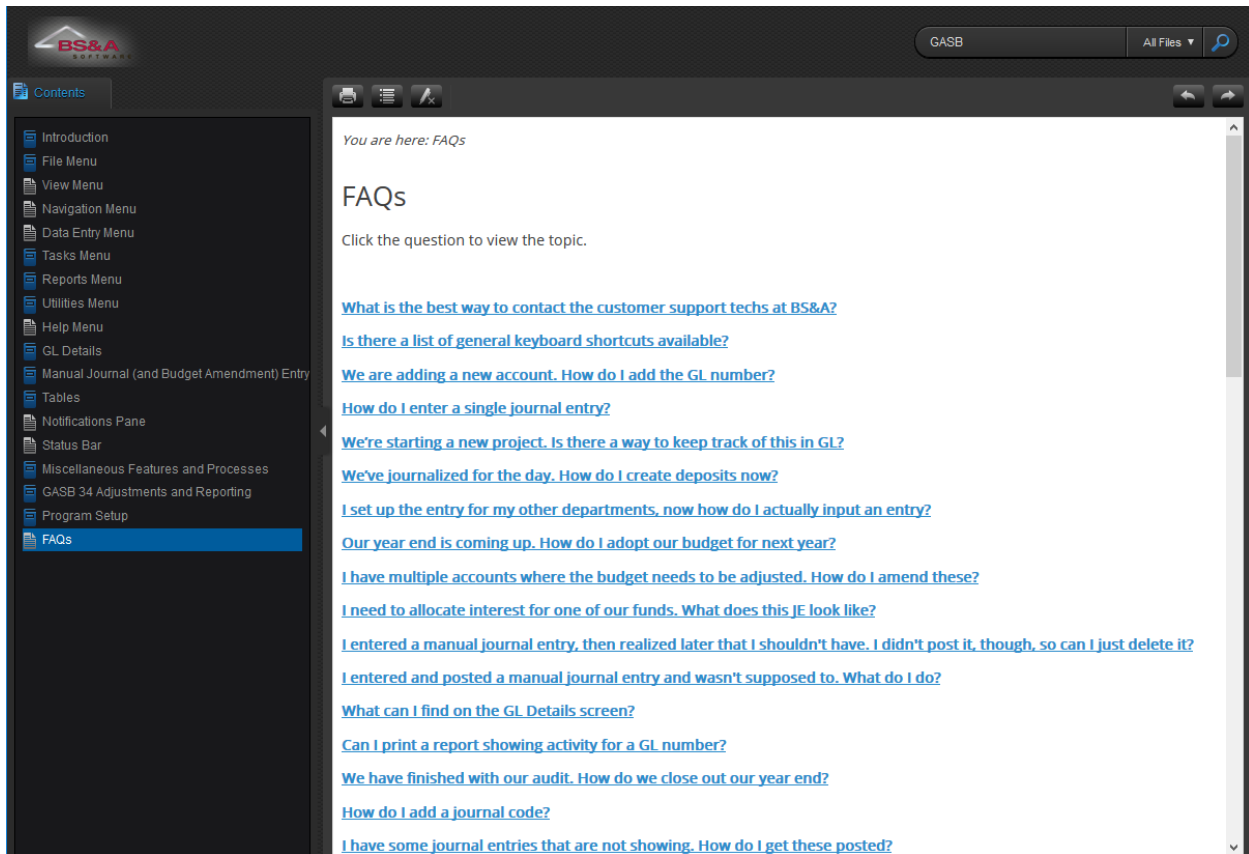 BS&A
SOFTWARE
GASB
All Files
Contents
Introduction
File Menu
View Menu
Navigation Menu
Data Entry Menu
Tasks Menu
Reports Menu
Utilities Menu
Help Menu
GL Details
Manual Journal (and Budget Amendment) Entry
Tables
Notifications Pane
Status Bar
Miscellaneous Features and Processes
GASB 34 Adjustments and Reporting
Program Setup
FAQs
You are here: FAQs
FAQs
Click the question to view the topic.
What is the best way to contact the customer support techs at BS&A?
Is there a list of general keyboard shortcuts available?
We are adding a new account. How do I add the GL number?
How do I enter a single journal entry?
We're starting a new project. Is there a way to keep track of this in GL?
We've journalized for the day. How do I create deposits now?
I set up the entry for my other departments, now how do I actually input an entry?
Our year end is coming up. How do I adopt our budget for next year?
I have multiple accounts where the budget needs to be adjusted. How do I amend these?
I need to allocate interest for one of our funds. What does this JE look like?
I entered a manual journal entry, then realized later that I shouldn't have. I didn't post it, though, so can I just delete it?
I entered and posted a manual journal entry and wasn't supposed to. What do I do?
What can I find on the GL Details screen?
Can I print a report showing activity for a GL number?
We have finished with our audit. How do we close out our year end?
How do I add a journal code?
I have some journal entries that are not showing. How do I get these posted?